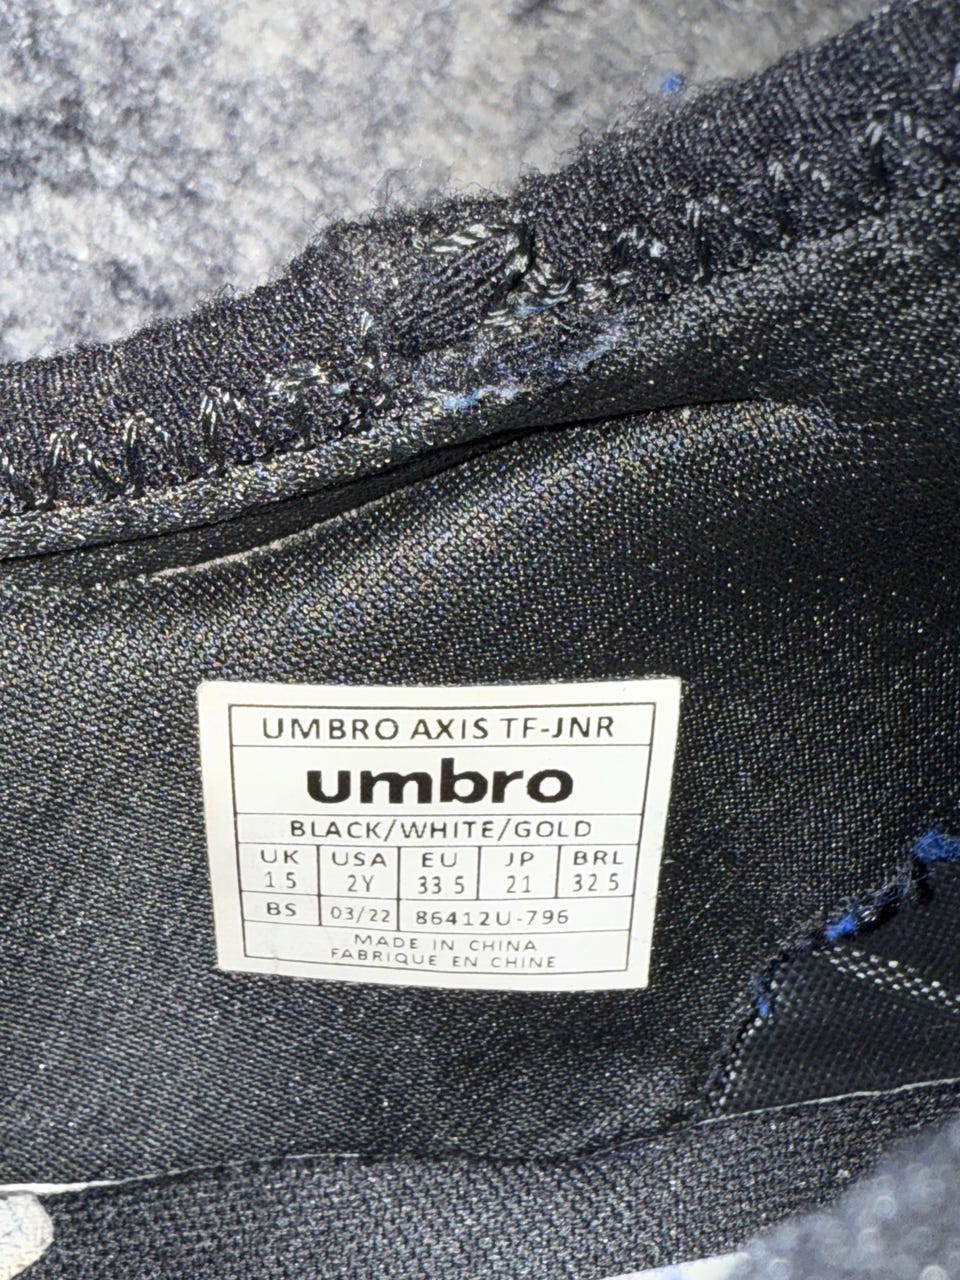 UMBRO AXIS TF-JNR
umbro
BLACK/WHITE/GOLD
UK USA EU JP BRL
1.5 2Y 33.5 21 32.5
BS 03/22 86412U-796
MADE IN CHINA
FABRIQUE EN CHINE